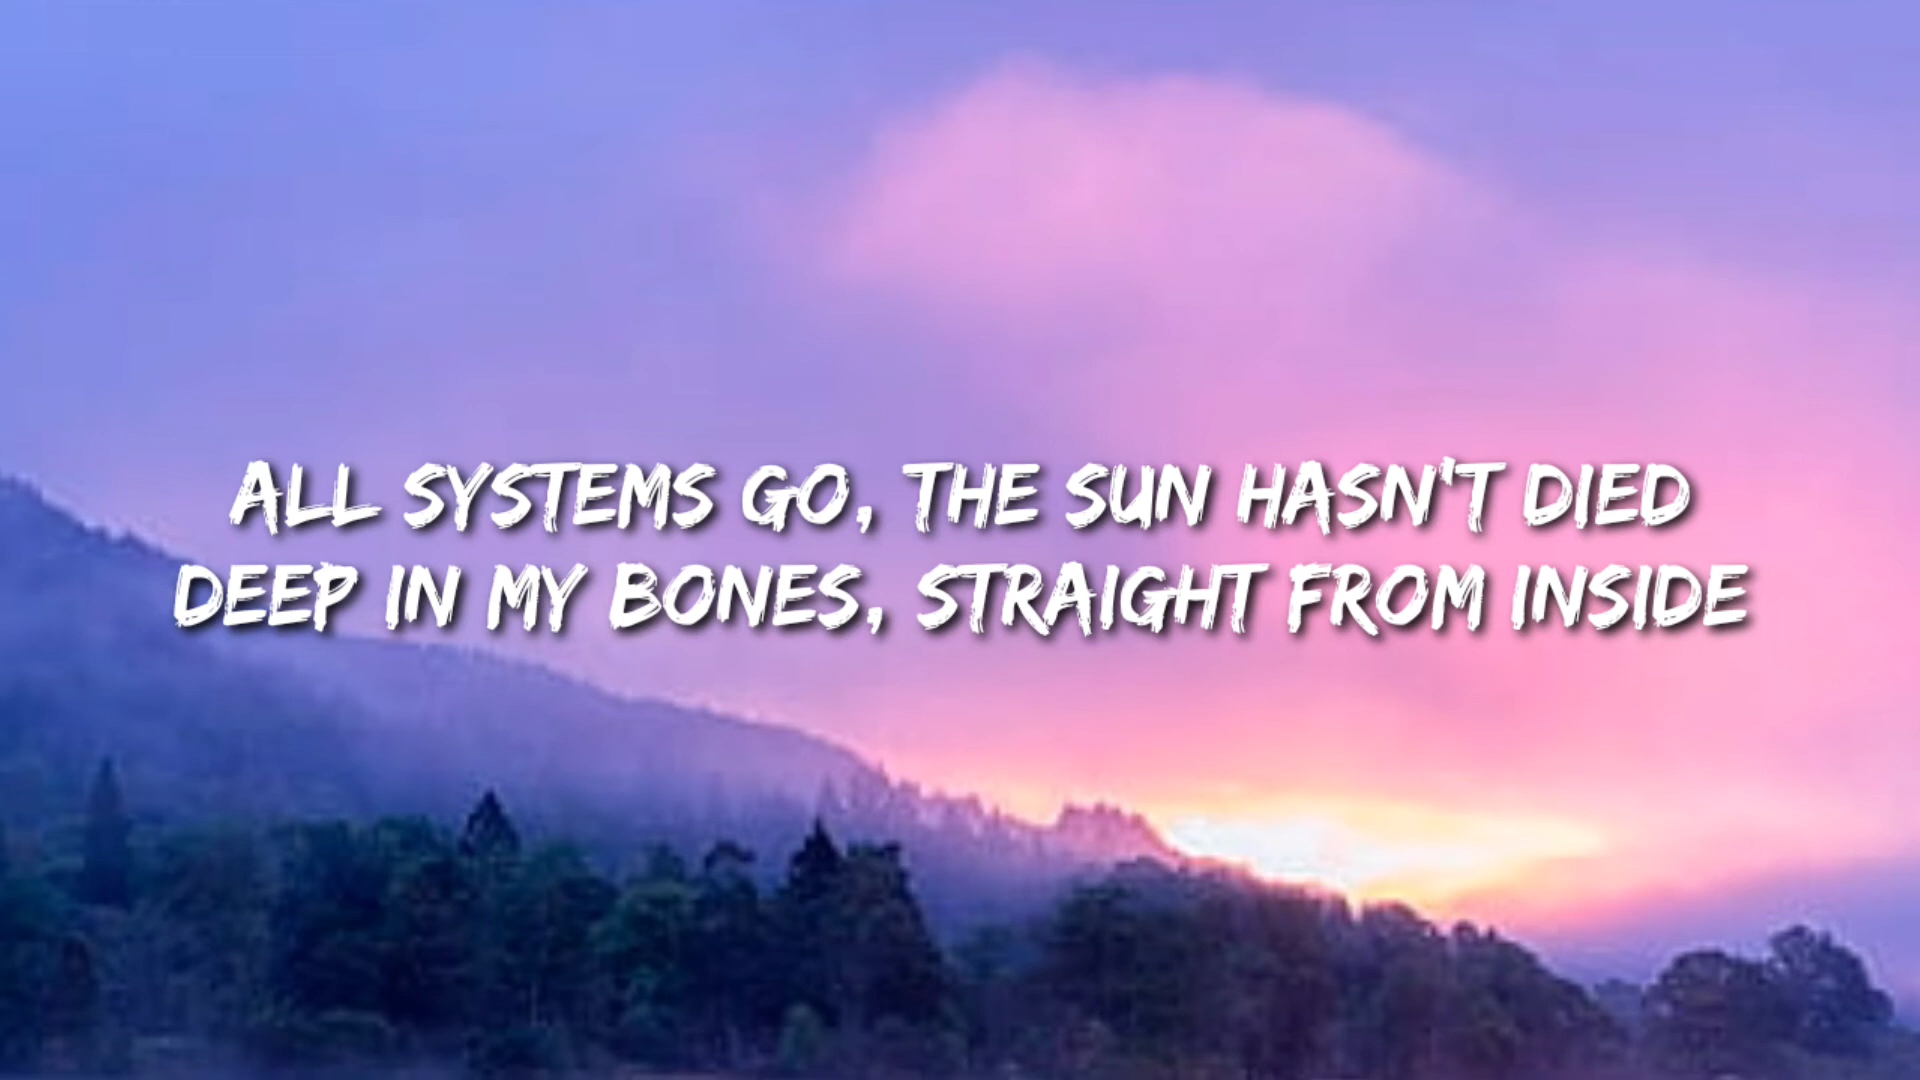 ALL SYSTEMS GO, THE SUN HASN'T DIED
DEEP IN MY BONES, STRAIGHT FROM INSIDE